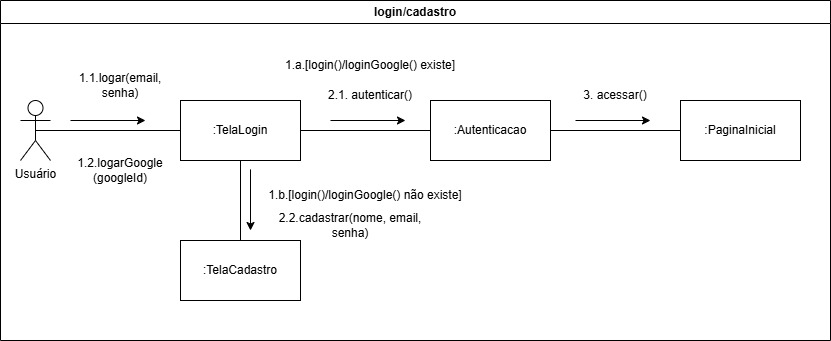 login/cadastro
1.a.[login()/loginGoogle() existe]
1.1.logar(email,
senha)
2.1. autenticar()
3. acessar()
:TelaLogin
:Autenticacao
:PaginaInicial
1.2.logarGoogle
(googleId)
Usuário
1.b.[login()/loginGoogle() não existe]
2.2.cadastrar(nome, email,
senha)
:TelaCadastro